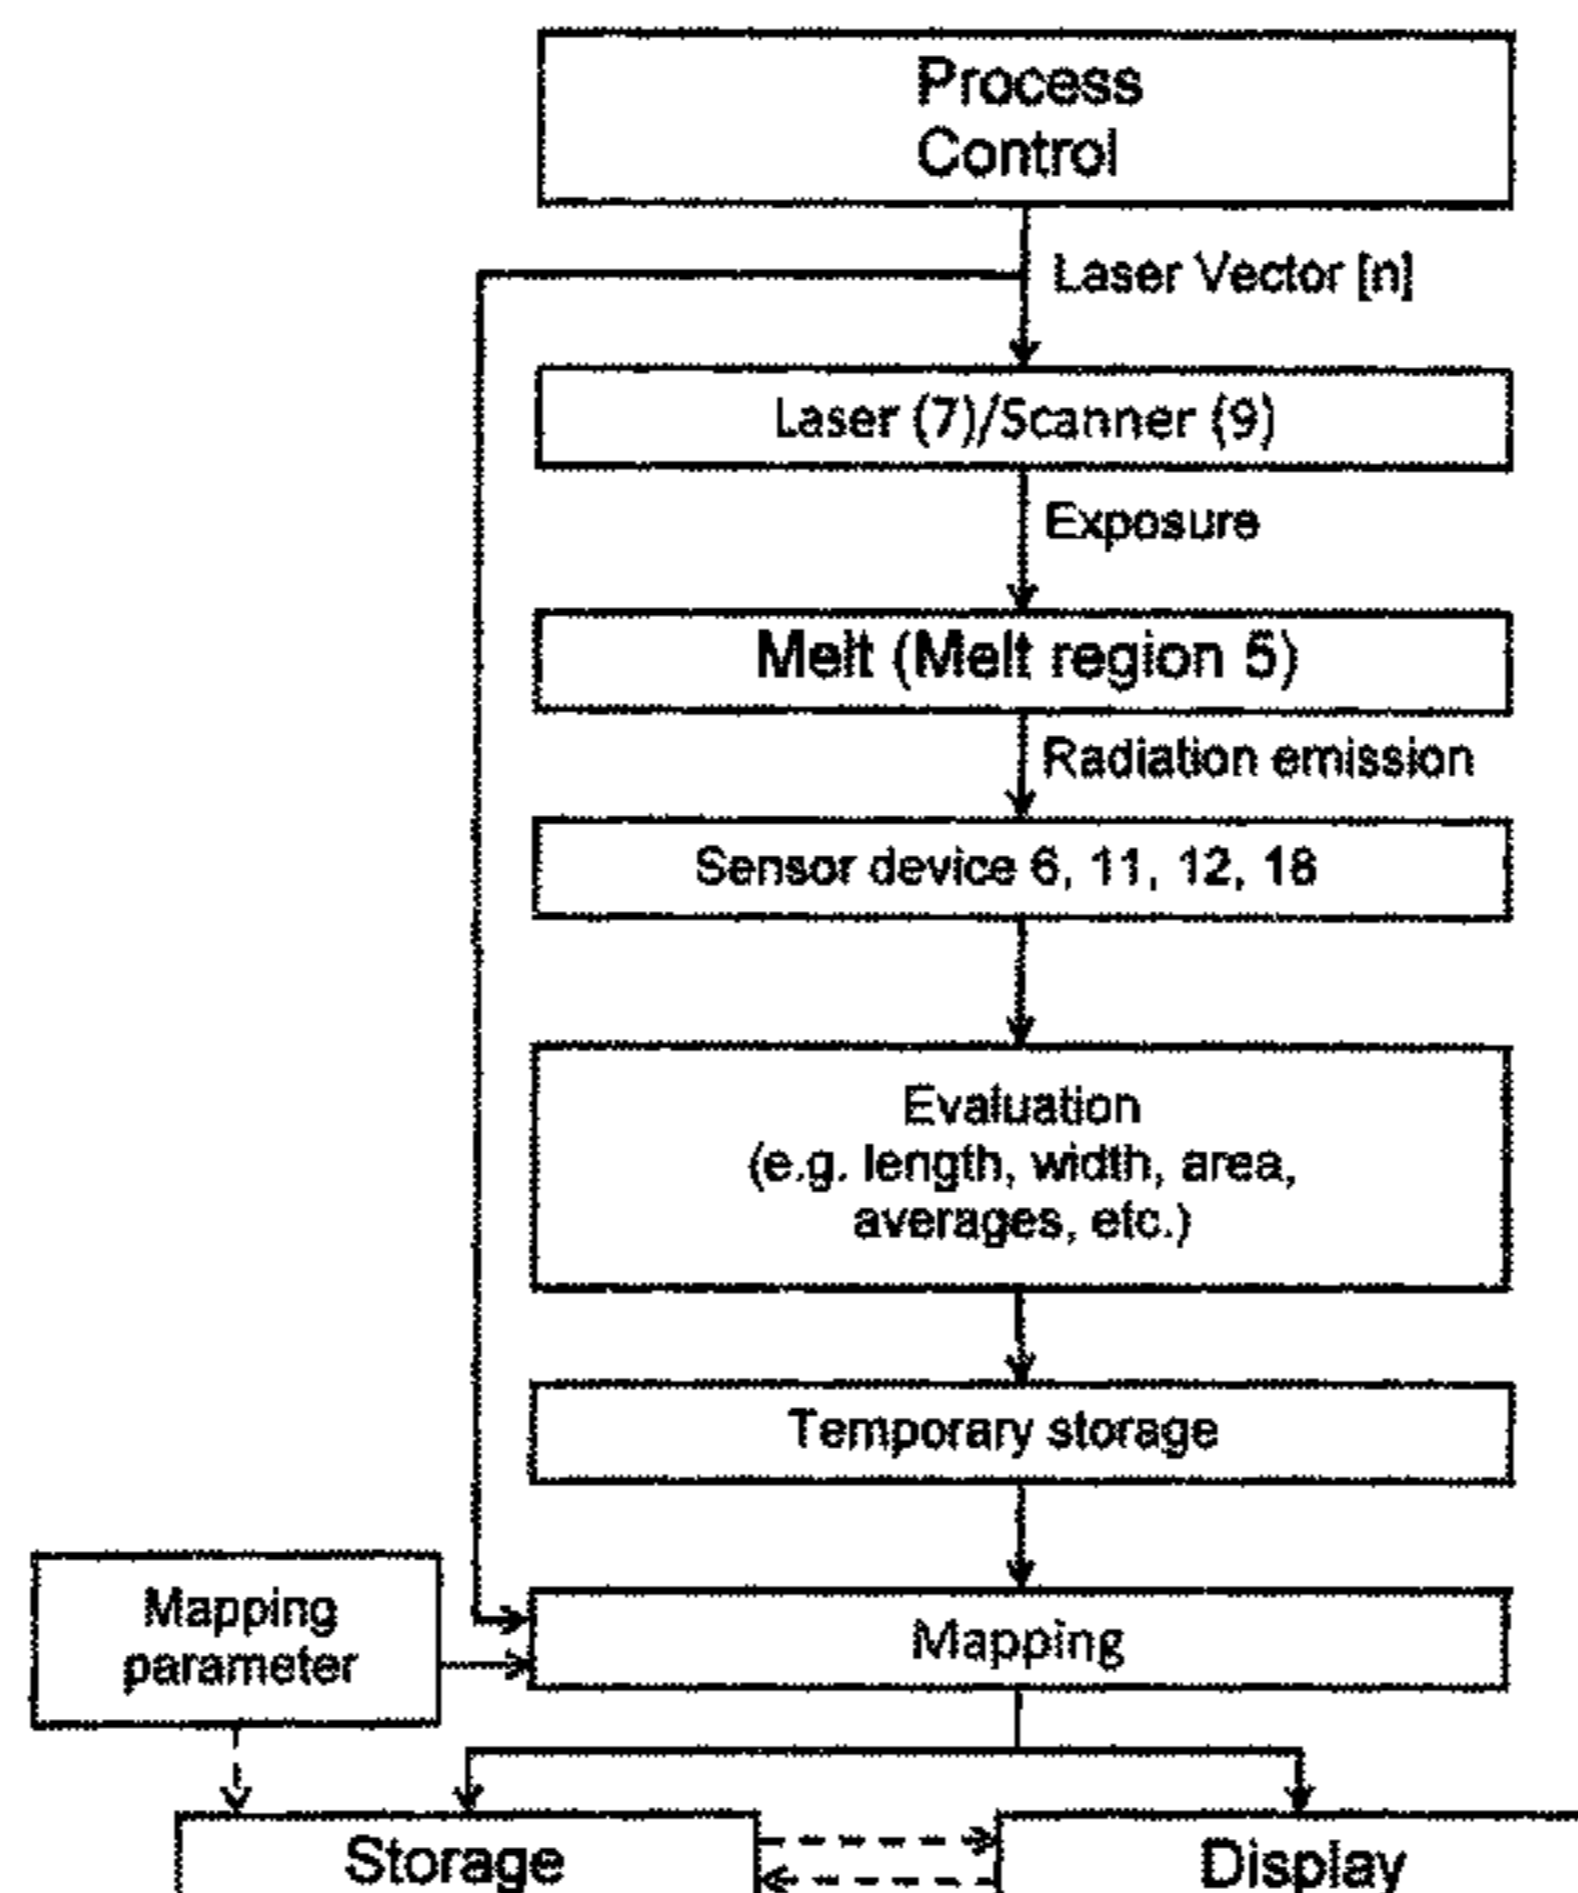 Process
Control
Laser Vector [n]
Laser (7)/Scanner (9)
Exposure
Melt (Melt region 5)
Radiation emission
Sensor device 6, 11, 12, 18
Evaluation
(e.g. length, width, area,
averages, etc.)
Temporary storage
Mapping
parameter
Mapping
Storage
Display